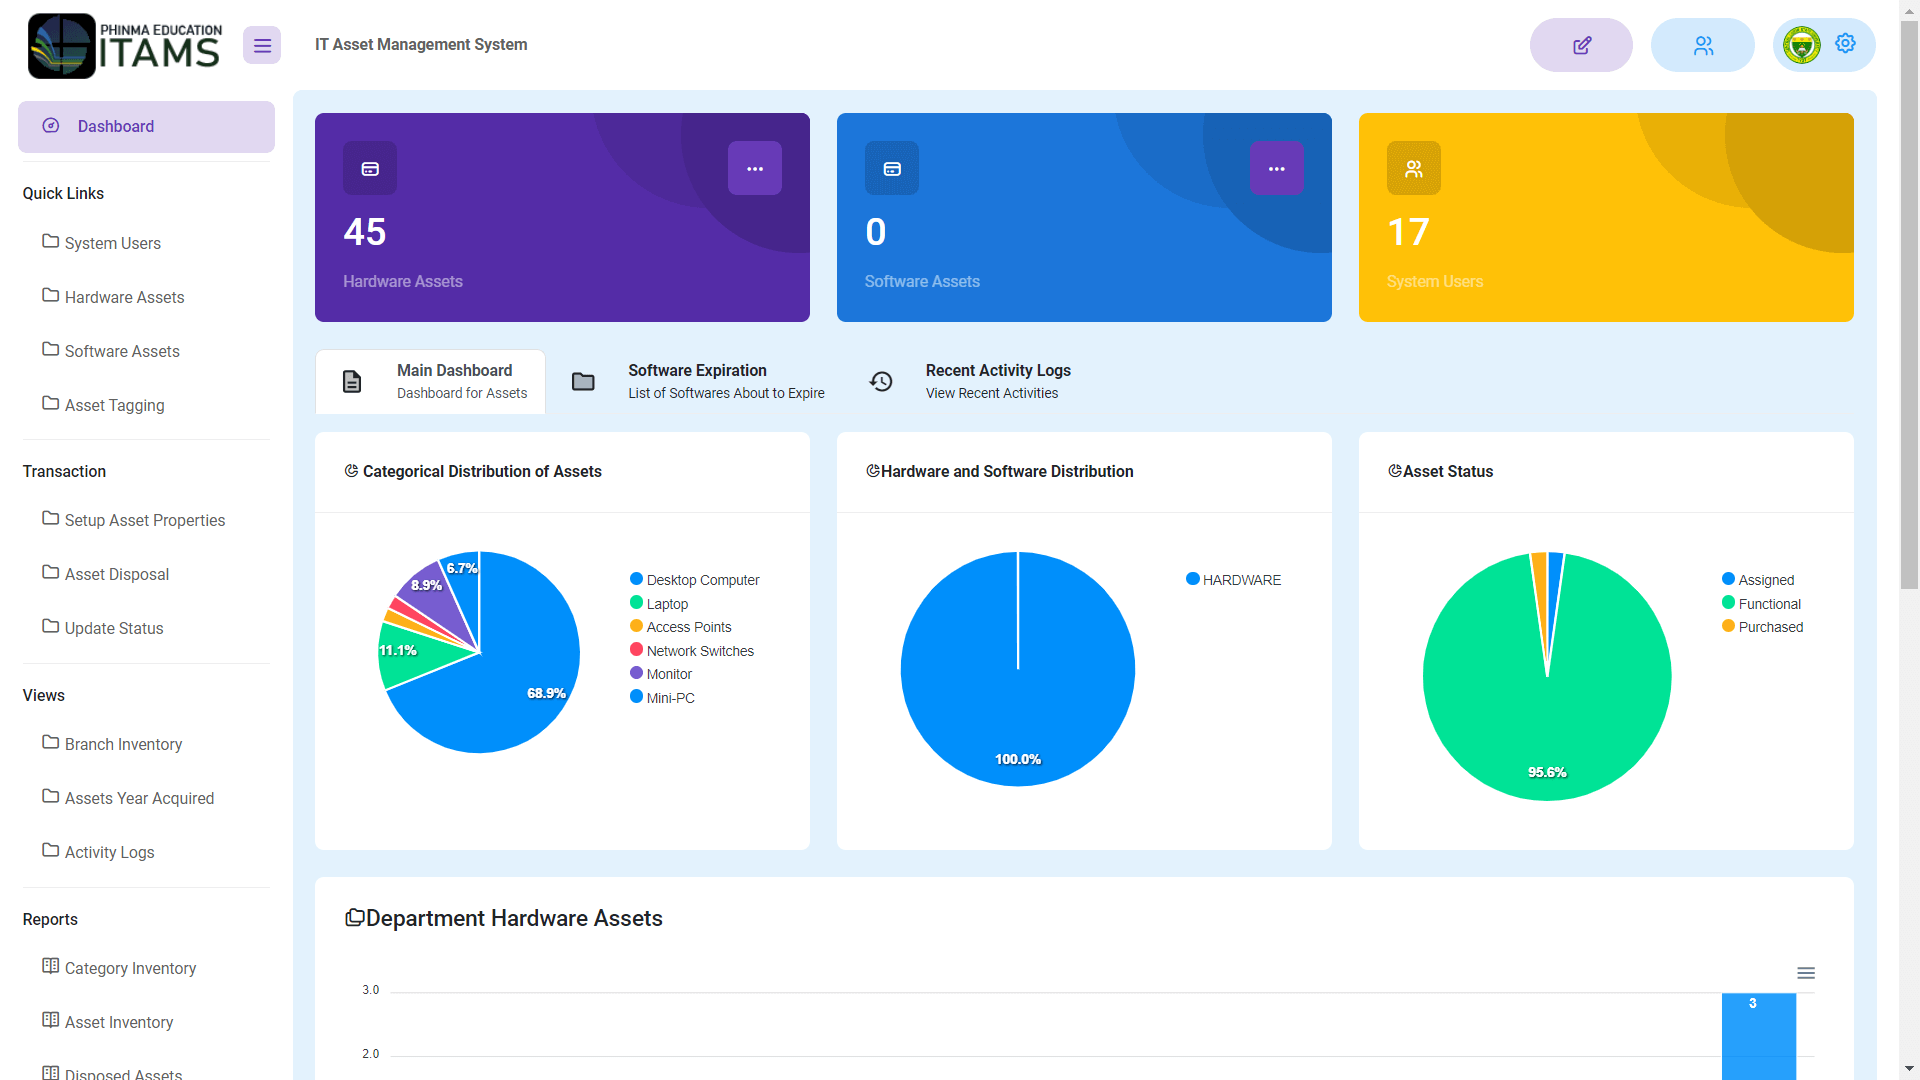 PHINMA EDUCATION
ITAMS
IT Asset Management System
Dashboard
Quick Links
System Users
Hardware Assets
Software Assets
Asset Tagging
Transaction
Setup Asset Properties
Asset Disposal
Update Status
Views
Branch Inventory
Assets Year Acquired
Activity Logs
Reports
Category Inventory
Asset Inventory
Disposed Assets
45
Hardware Assets
0
Software Assets
17
System Users
Main Dashboard
Dashboard for Assets
Software Expiration
List of Softwares About to Expire
Recent Activity Logs
View Recent Activities
Categorical Distribution of Assets
6.7%
8.9%
11.1%
68.9%
Desktop Computer
Laptop
Access Points
Network Switches
Monitor
Mini-PC
Hardware and Software Distribution
100.0%
HARDWARE
Asset Status
95.6%
Assigned
Functional
Purchased
Department Hardware Assets
3.0
3
2.0